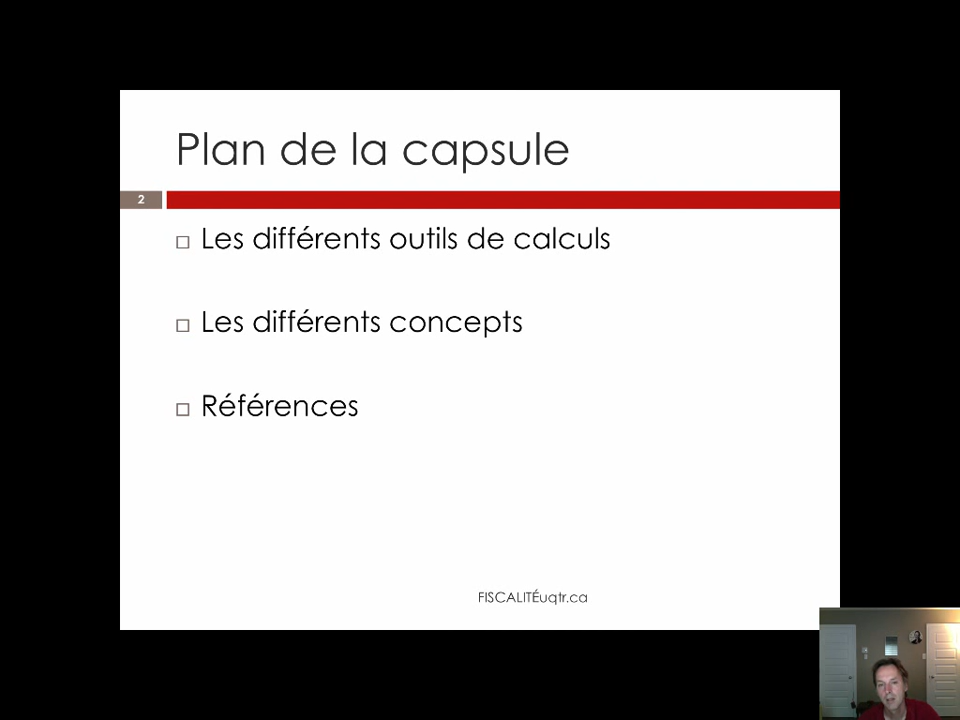 Plan de la capsule
2
Les différents outils de calculs
Les différents concepts
Références
FISCALITÉuqtr.ca